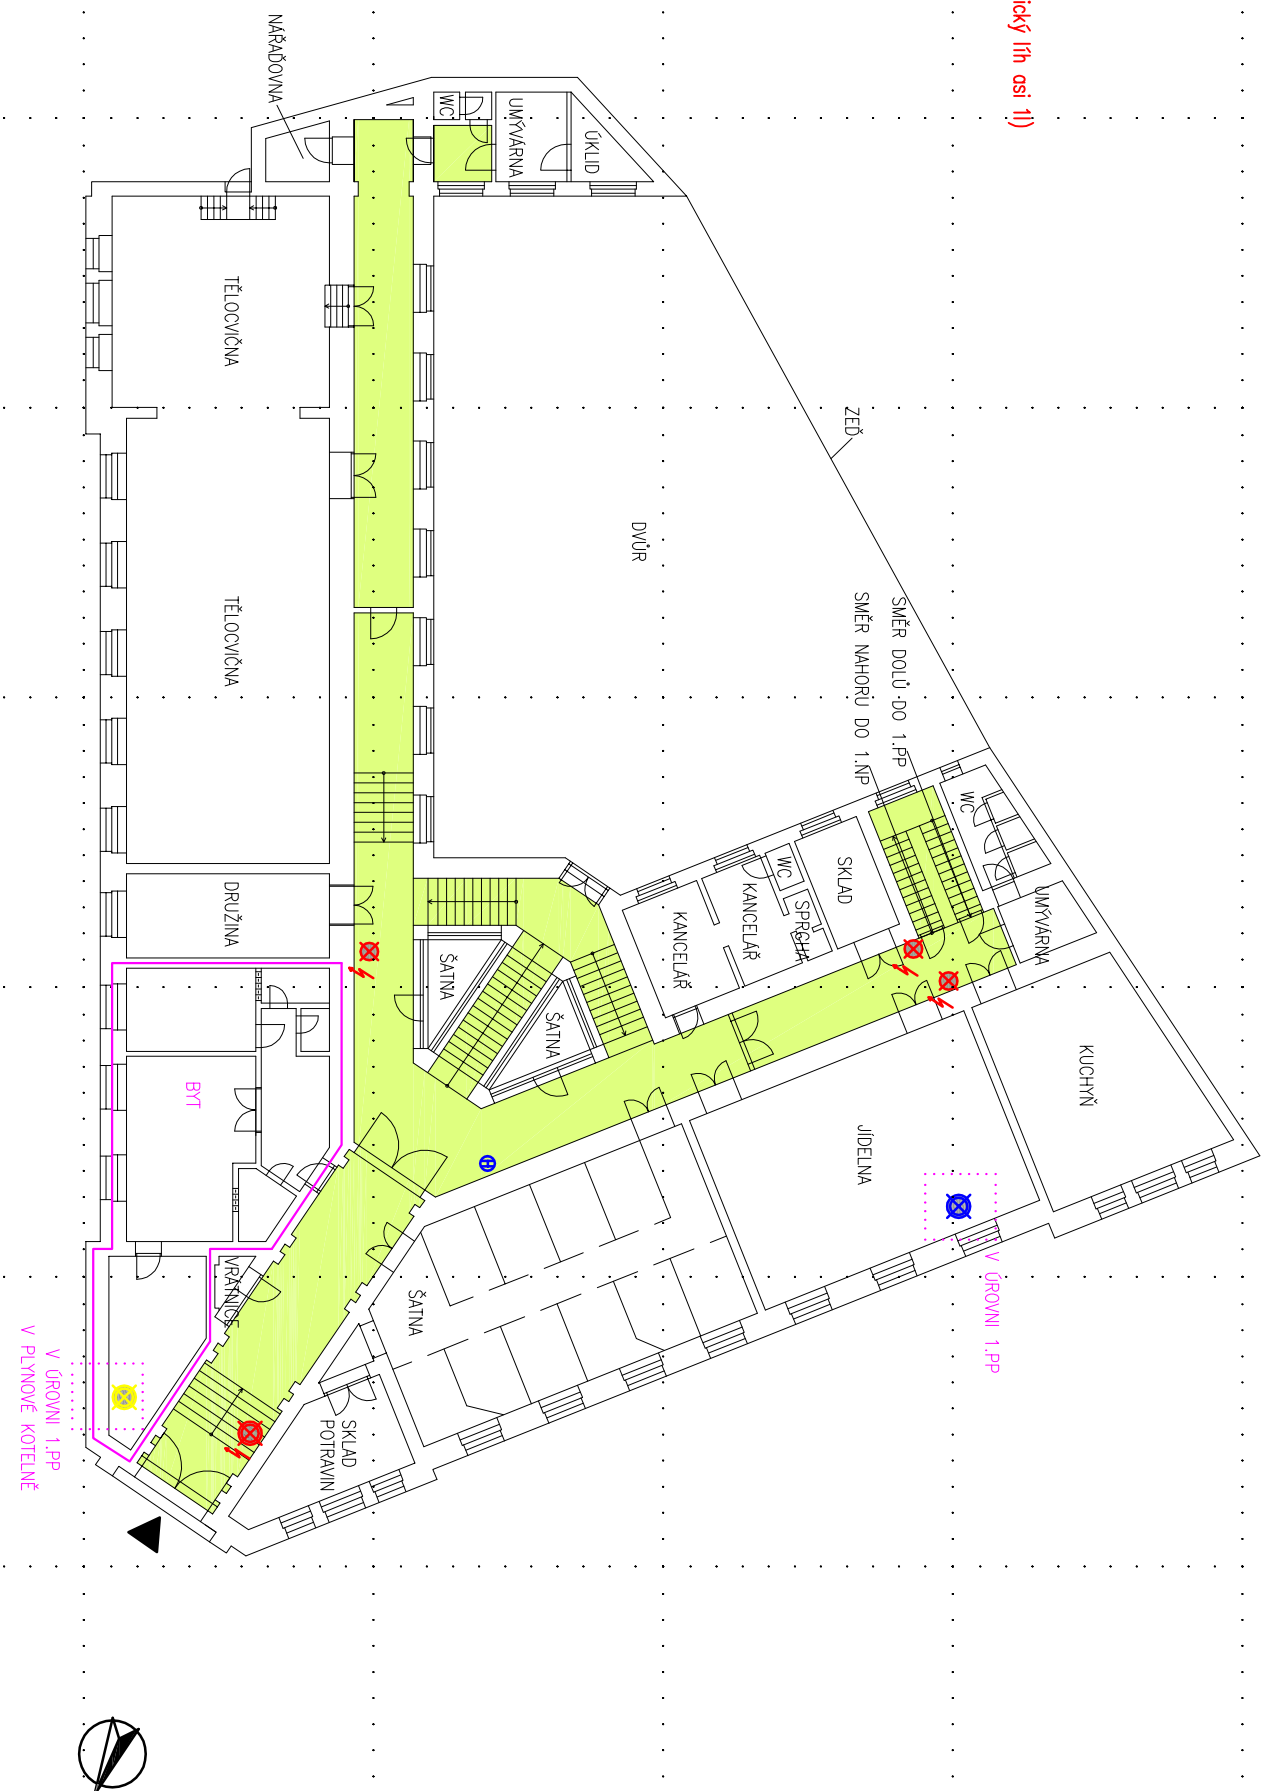 ický líh asi 1l)
NÁŘAĎOVNA
WC
UMÝVÁRNA
ÚKLID
TĚLOCVIČNA
ZEĎ
DVŮR
TĚLOCVIČNA
SMĚR DOLŮ DO 1.PP
SMĚR NAHORU DO 1.NP
WC
SKLAD
WC
SPRCHA
KANCELÁŘ
KANCELÁŘ
UMÝVÁRNA
DRUŽINA
ŠATNA
ŠATNA
KUCHYŇ
BYT
JÍDELNA
VRÁTNICE
ŠATNA
V ÚROVNI 1.PP
SKLAD
POTRAVIN
V ÚROVNI 1.PP
V PLYNOVÉ KOTELNĚ
H